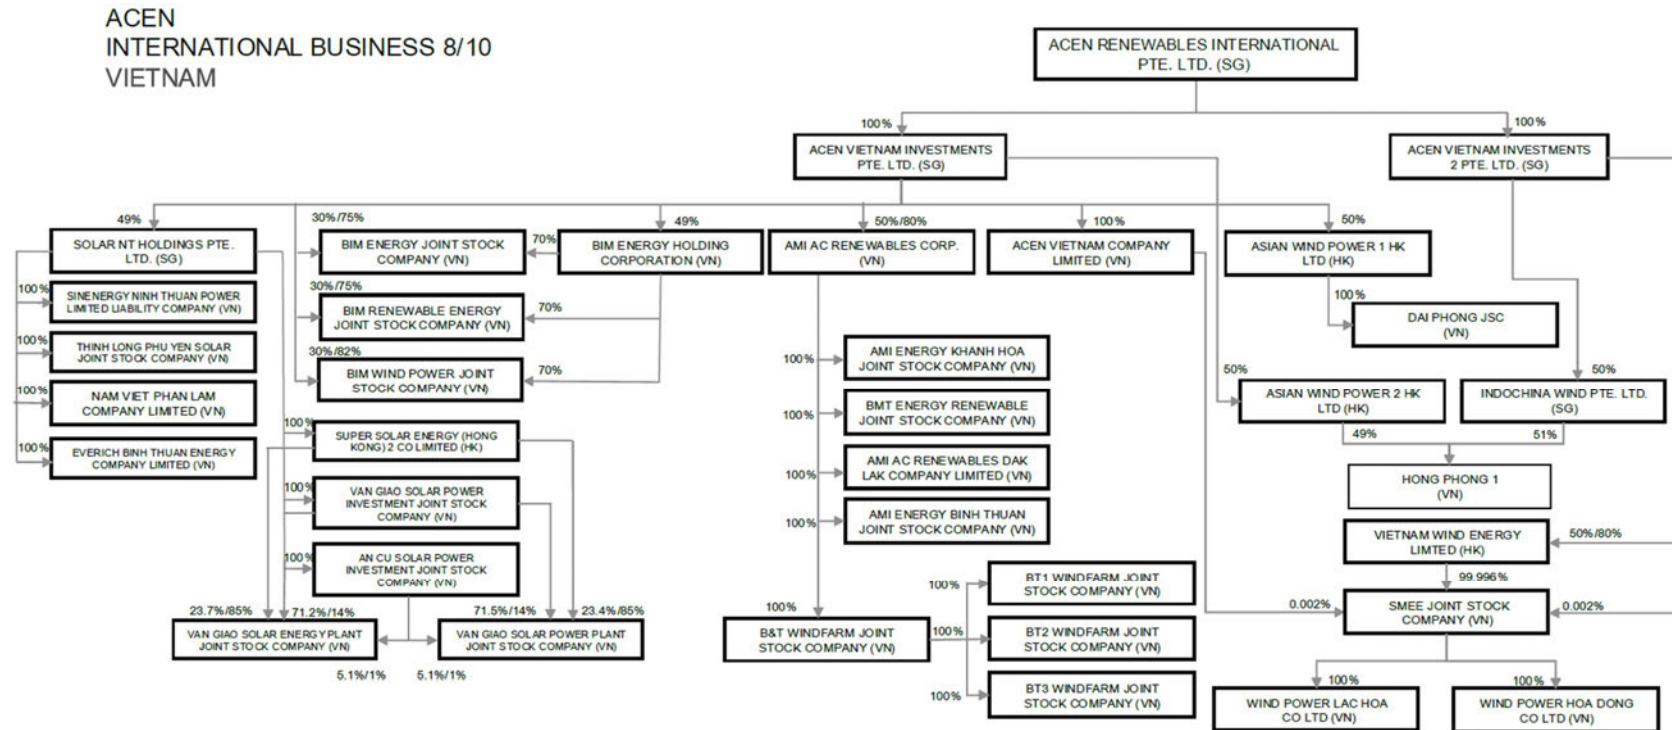 ACEN
INTERNATIONAL BUSINESS 8/10
VIETNAM
ACEN RENEWABLES INTERNATIONAL
PTE. LTD. (SG)
100%
100%
ACEN VIETNAM INVESTMENTS
PTE. LTD. (SG)
ACEN VIETNAM INVESTMENTS
2 PTE. LTD. (SG)
49%
30%/75%
49%
50%/80%
100%
50%
SOLAR NT HOLDINGS PTE.
LTD. (SG)
BIM ENERGY JOINT STOCK
COMPANY (VN)
70%
BIM ENERGY HOLDING
CORPORATION (VN)
AMI AC RENEWABLES CORP.
(VN)
ACEN VIETNAM COMPANY
LIMITED (VN)
ASIAN WIND POWER 1 HK
LTD (HK)
100%
SINENERGY NINH THUAN POWER
LIMITED LIABILITY COMPANY (VN)
30%/75%
BIM RENEWABLE ENERGY
JOINT STOCK COMPANY (VN)
70%
100%
DAI PHONG JSC
(VN)
100%
THINH LONG PHU YEN SOLAR
JOINT STOCK COMPANY (VN)
30%/82%
BIM WIND POWER JOINT
STOCK COMPANY (VN)
70%
100%
AMI ENERGY KHANH HOA
JOINT STOCK COMPANY (VN)
50%
50%
100%
NAM VIET PHAN LAM
COMPANY LIMITED (VN)
ASIAN WIND POWER 2 HK
LTD (HK)
INDOCHINA WIND PTE. LTD.
(SG)
100%
BMT ENERGY RENEWABLE
JOINT STOCK COMPANY (VN)
100%
EVERICH BINH THUAN ENERGY
COMPANY LIMITED (VN)
100%
SUPER SOLAR ENERGY (HONG
KONG) 2 CO LIMITED (HK)
49%
51%
100%
AMI AC RENEWABLES DAK
LAK COMPANY LIMITED (VN)
HONG PHONG 1
(VN)
100%
VAN GIAO SOLAR POWER
INVESTMENT JOINT STOCK
COMPANY (VN)
100%
AMI ENERGY BINH THUAN
JOINT STOCK COMPANY (VN)
VIETNAM WIND ENERGY
LIMTED (HK)
50%/80%
100%
AN CU SOLAR POWER
INVESTMENT JOINT STOCK
COMPANY (VN)
99.996%
100%
BT1 WINDFARM JOINT
STOCK COMPANY (VN)
23.7%/85%
71.2%/14%
71.5%/14%
23.4%/85%
100%
0.002%
SMEE JOINT STOCK
COMPANY (VN)
0.002%
VAN GIAO SOLAR ENERGY PLANT
JOINT STOCK COMPANY (VN)
VAN GIAO SOLAR POWER PLANT
JOINT STOCK COMPANY (VN)
B&T WINDFARM JOINT
STOCK COMPANY (VN)
100%
BT2 WINDFARM JOINT
STOCK COMPANY (VN)
5.1%/1%
5.1%/1%
100%
BT3 WINDFARM JOINT
STOCK COMPANY (VN)
100%
100%
WIND POWER LAC HOA
CO LTD (VN)
WIND POWER HOA DONG
CO LTD (VN)